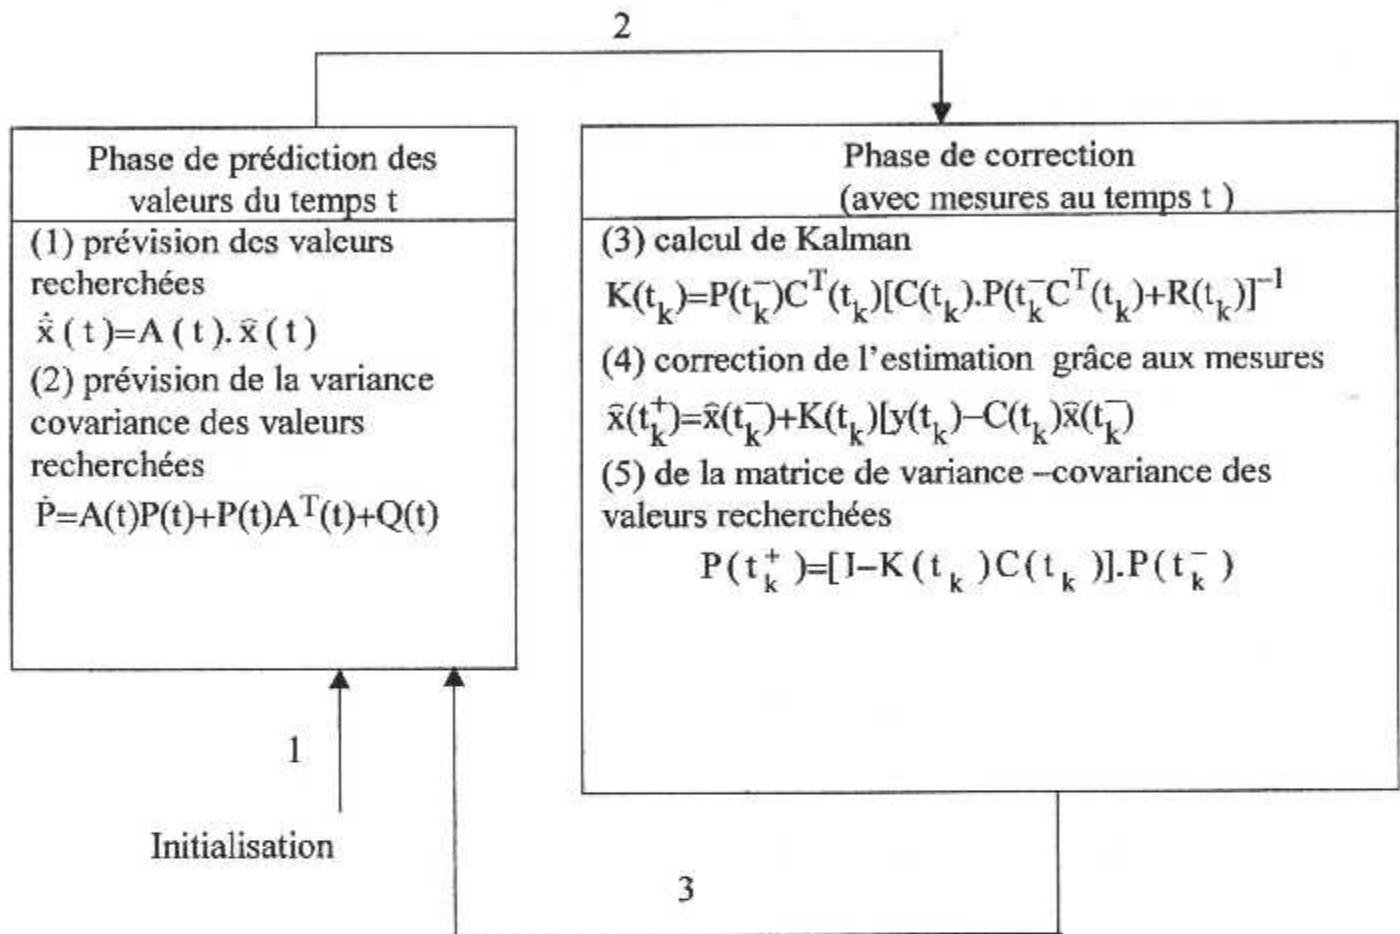 2
Phase de prédiction des
valeurs du temps t
(1) prévision des valeurs
recherchées
\dot{x̂}(t)=A(t).x̂(t)
(2) prévision de la variance
covariance des valeurs
recherchées
Ṗ=A(t)P(t)+P(t)A^T(t)+Q(t)
Phase de correction
(avec mesures au temps t )
(3) calcul de Kalman
K(t_k)=P(t_k^-)C^T(t_k)[C(t_k).P(t_k^-C^T(t_k)+R(t_k)]^{-1}
(4) correction de l'estimation grâce aux mesures
x̂(t_k^+)=x̂(t_k^-)+K(t_k)[y(t_k)–C(t_k)x̂(t_k^-)
(5) de la matrice de variance –covariance des
valeurs recherchées
P(t_k^+)=[I–K(t_k)C(t_k)].P(t_k^-)
1
Initialisation
3